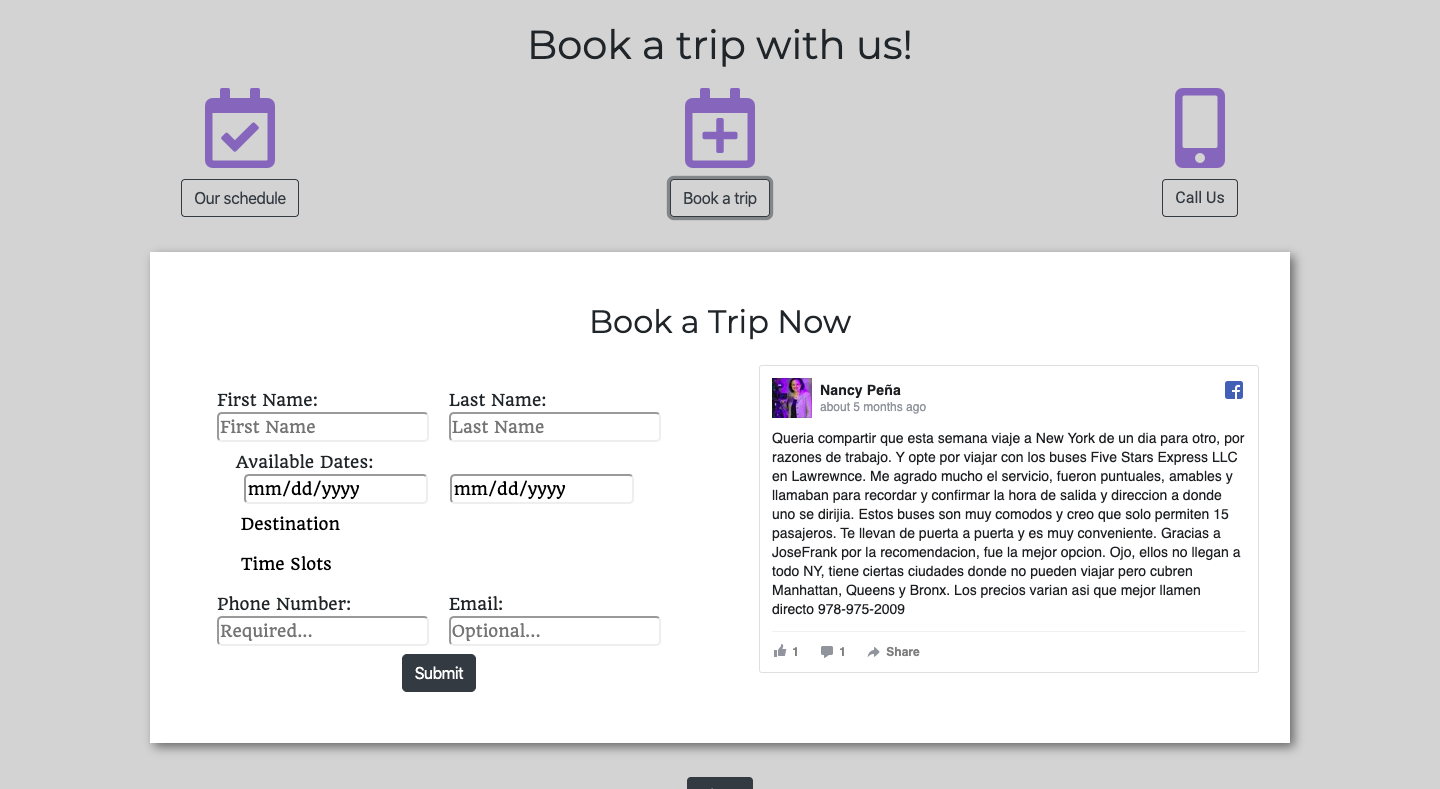 Book a trip with us!
Our schedule
Book a trip
Call Us
Book a Trip Now
First Name:
Last Name:
First Name
Last Name
Available Dates:
mm/dd/yyyy
mm/dd/yyyy
Destination
Time Slots
Phone Number:
Email:
Required...
Optional...
Submit
Nancy Peña
about 5 months ago
Queria compartir que esta semana viaje a New York de un dia para otro, por
razones de trabajo. Y opte por viajar con los buses Five Stars Express LLC
en Lawrewnce. Me agrado mucho el servicio, fueron puntuales, amables y
llamaban para recordar y confirmar la hora de salida y direccion a donde
uno se dirijia. Estos buses son muy comodos y creo que solo permiten 15
pasajeros. Te llevan de puerta a puerta y es muy conveniente. Gracias a
JoseFrank por la recomendacion, fue la mejor opcion. Ojo, ellos no llegan a
todo NY, tiene ciertas ciudades donde no pueden viajar pero cubren
Manhattan, Queens y Bronx. Los precios varian asi que mejor llamen
directo 978-975-2009
1
1
Share